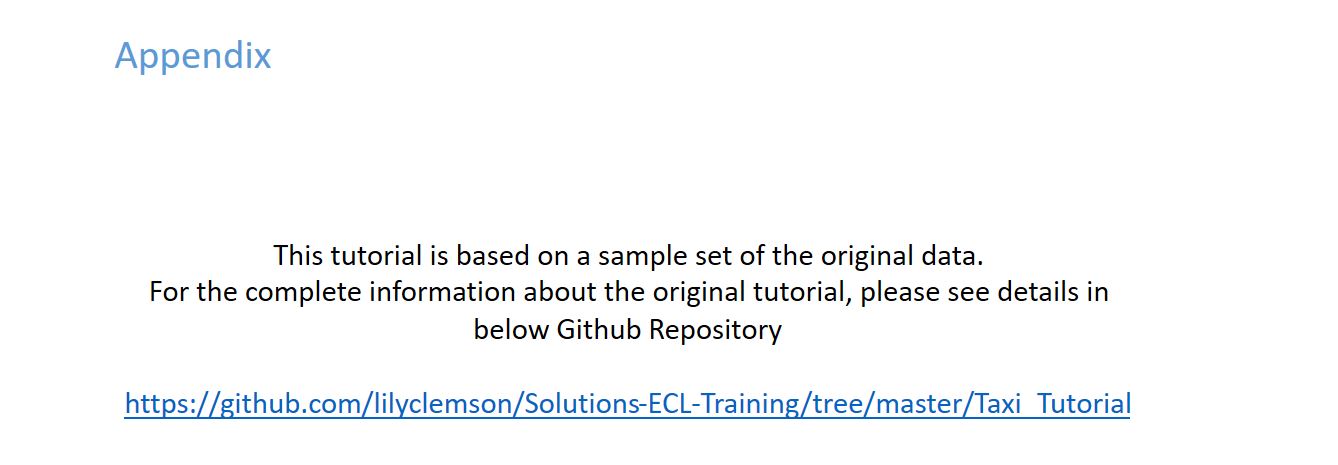 Appendix
This tutorial is based on a sample set of the original data.
For the complete information about the original tutorial, please see details in
below Github Repository
https://github.com/lilyclemson/Solutions-ECL-Training/tree/master/Taxi_Tutorial